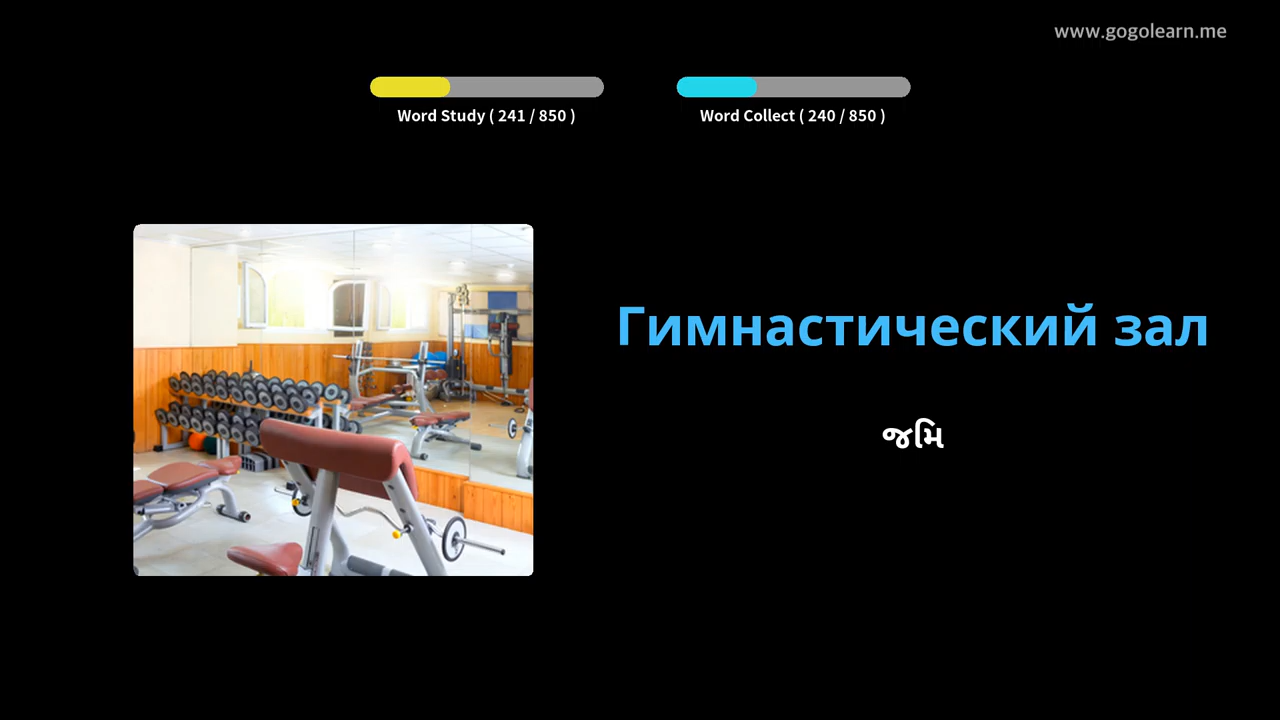 www.gogolearn.me
Word Study ( 241 / 850 )
Word Collect ( 240 / 850 )
Гимнастический зал
જમિ